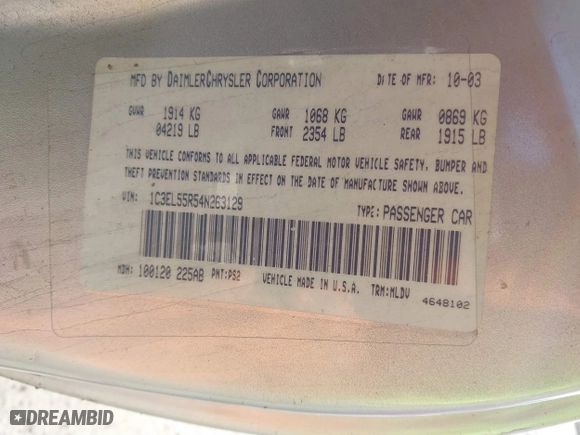 MFD BY DAIMLERCHRYSLER CORPORATION DATE OF MFR: 10-03
GVWR 1914 KG GAWR 1068 KG GAWR 0869 KG
04219 LB FRONT 2354 LB REAR 1915 LB
THIS VEHICLE CONFORMS TO ALL APPLICABLE FEDERAL MOTOR VEHICLE SAFETY, BUMPER AND
THEFT PREVENTION STANDARDS IN EFFECT ON THE DATE OF MANUFACTURE SHOWN ABOVE.
VIN: 1C3EL55R54N263129 TYPE: PASSENGER CAR
MDH: 100120 225AB PNT:PS2 VEHICLE MADE IN U.S.A. TRM:MLDV
4648102
DREAMBID